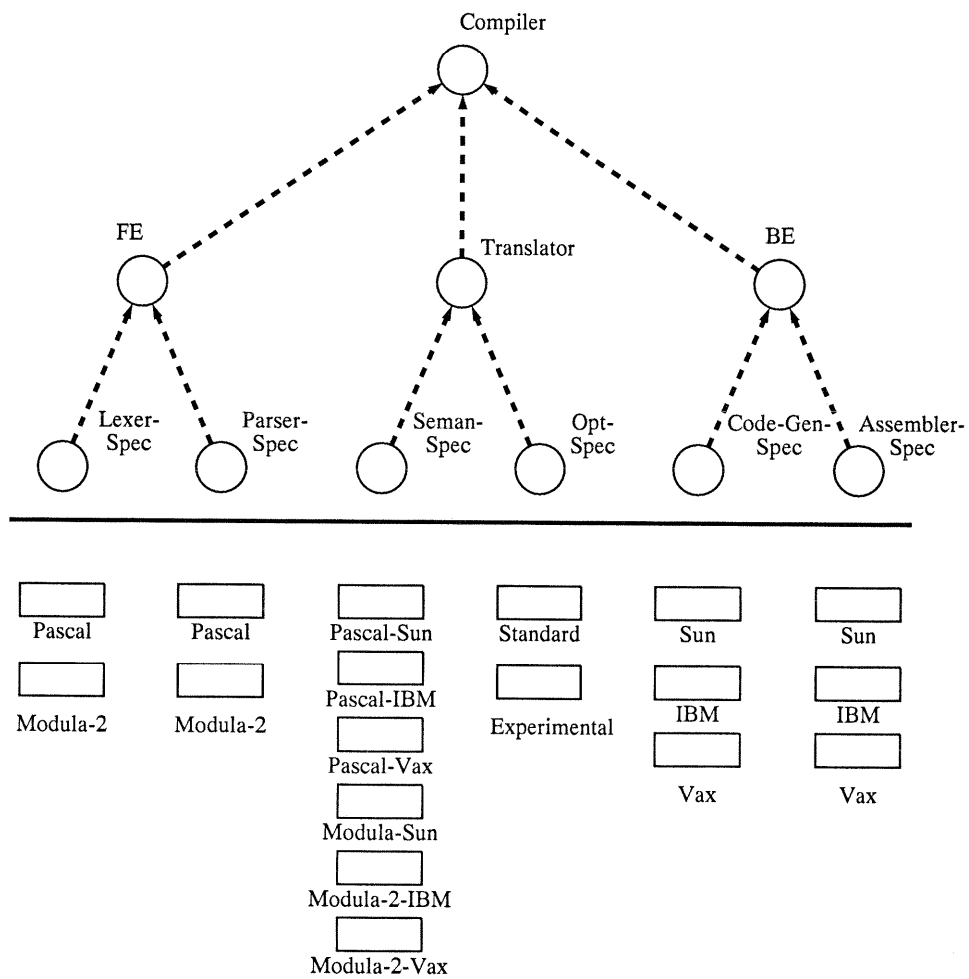 Compiler
FE
Translator
BE
Lexer-
Spec
Parser-
Spec
Seman-
Spec
Opt-
Spec
Code-Gen-
Spec
Assembler-
Spec
Pascal
Pascal
Pascal-Sun
Standard
Sun
Sun
Pascal-IBM
Modula-2
Modula-2
Experimental
IBM
IBM
Pascal-Vax
Vax
Vax
Modula-Sun
Modula-2-IBM
Modula-2-Vax